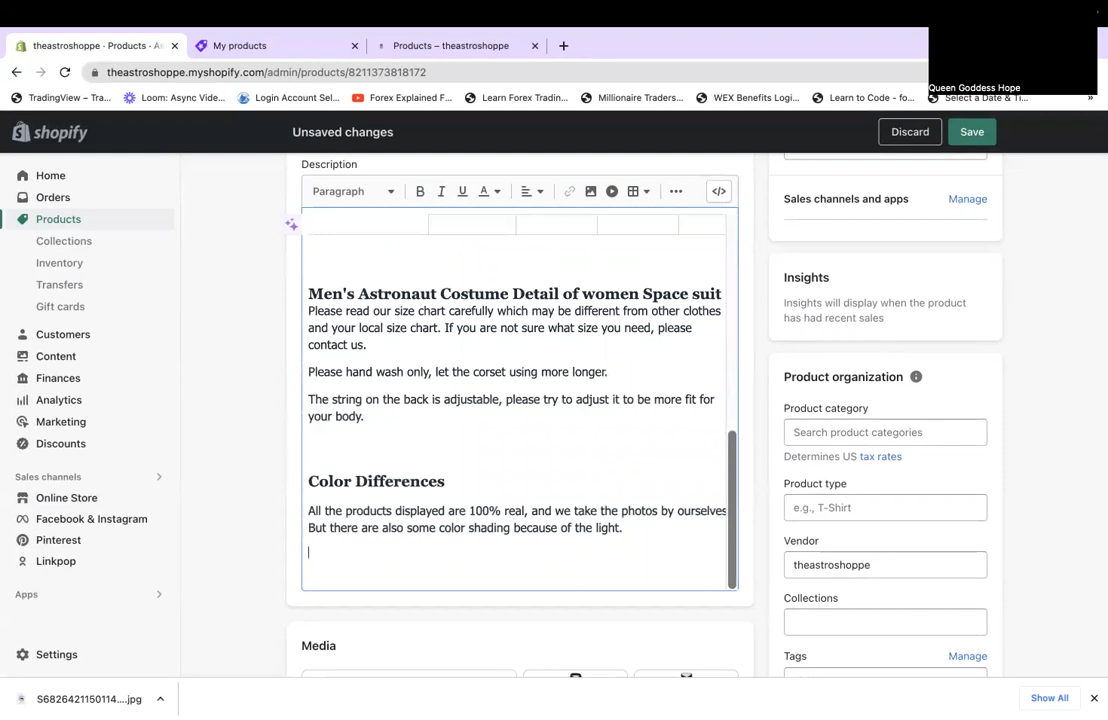 theastroshoppe · Products · As
My products
Products – theastroshoppe
theastroshoppe.myshopify.com/admin/products/8211373818172
Queen Goddess Hope
TradingView – Tra...
Loom: Async Vide...
Login Account Sel...
Forex Explained F...
Learn Forex Tradin...
Millionaire Traders...
WEX Benefits Logi...
Learn to Code - fo...
Select a Date & Ti...
»
shopify
Unsaved changes
Discard
Save
Home
Orders
Products
Collections
Inventory
Transfers
Gift cards
Customers
Content
Finances
Analytics
Marketing
Discounts
Sales channels
Online Store
Facebook & Instagram
Pinterest
Linkpop
Apps
Settings
Description
Paragraph
B I U A
</>
Men's Astronaut Costume Detail of women Space suit
Please read our size chart carefully which may be different from other clothes
and your local size chart. If you are not sure what size you need, please
contact us.
Please hand wash only, let the corset using more longer.
The string on the back is adjustable, please try to adjust it to be more fit for
your body.
Color Differences
All the products displayed are 100% real, and we take the photos by ourselves
But there are also some color shading because of the light.
Media
Sales channels and apps
Manage
Insights
Insights will display when the product
has had recent sales
Product organization
Product category
Search product categories
Determines US tax rates
Product type
e.g., T-Shirt
Vendor
theastroshoppe
Collections
Tags
Manage
S6826421150114....jpg
Show All